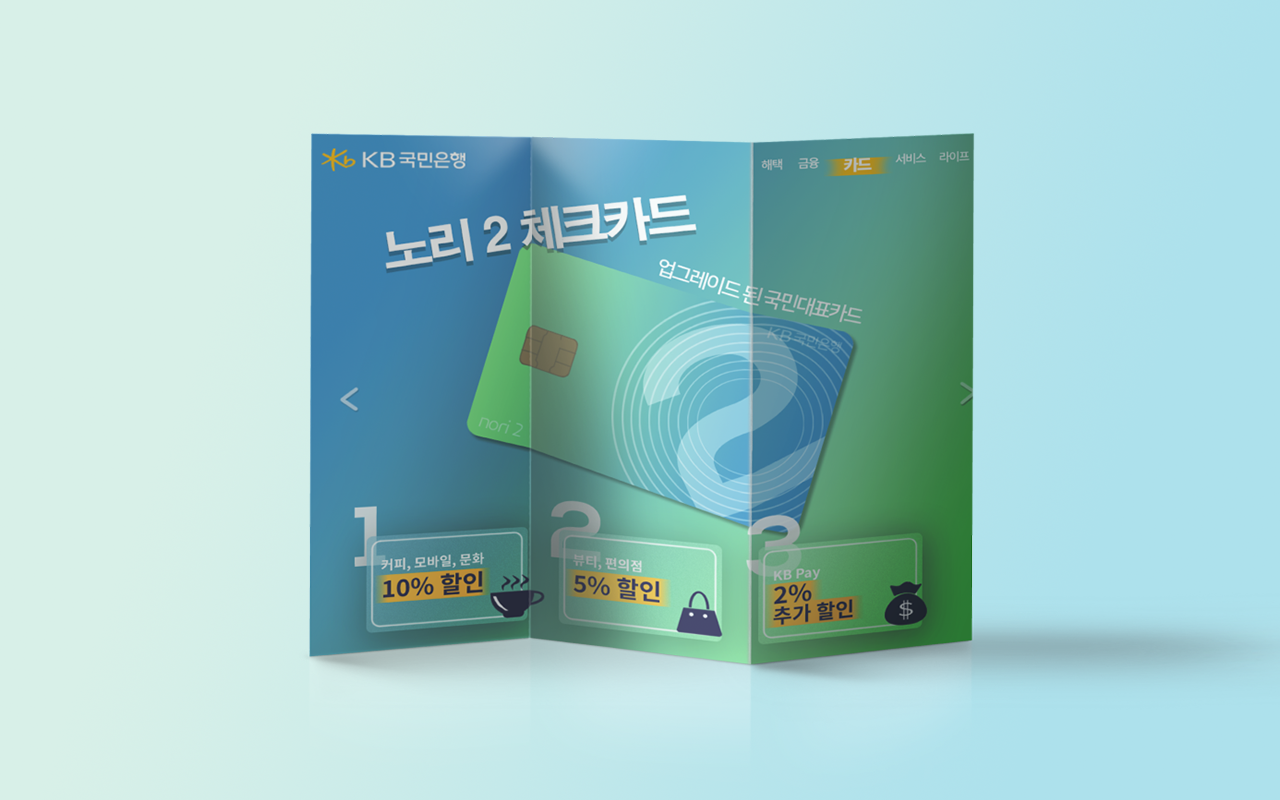 KB 국민은행
해택 금융 카드 서비스 라이프
노리 2 체크카드
업그레이드 된 국민대표카드
KB 국민은행
2
nori 2
1
커피, 모바일, 문화
10% 할인
2
뷰티, 편의점
5% 할인
3
KB Pay
2%
추가 할인
$